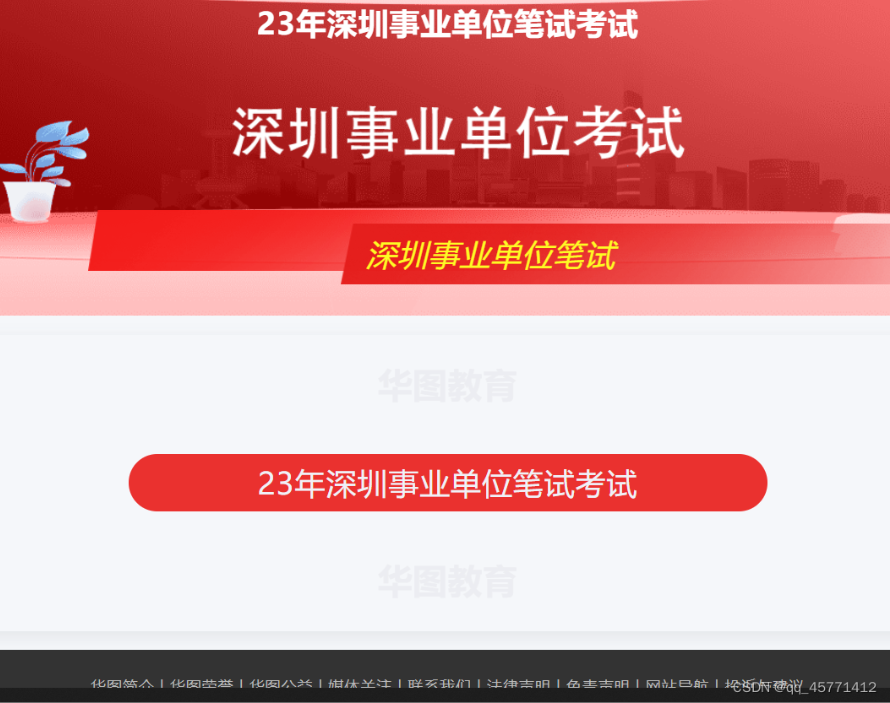 23年深圳事业单位笔试考试
深圳事业单位考试
深圳事业单位笔试
华图教育
23年深圳事业单位笔试考试
华图教育
华图简介 | 华图荣誉 | 华图公益 | 媒体关注 | 联系我们 | 法律声明 | 免责声明 | 网站导航 | 投诉与建议
CSDN @qq_45771412